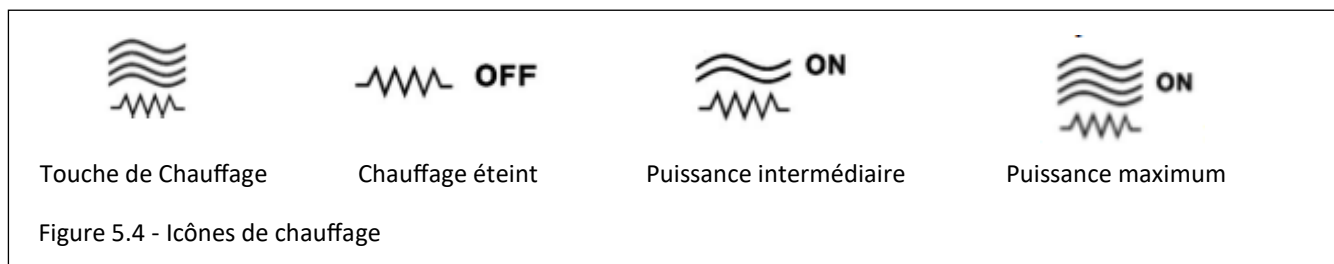 OFF
ON
ON
Touche de Chauffage Chauffage éteint Puissance intermédiaire Puissance maximum
Figure 5.4 - Icônes de chauffage